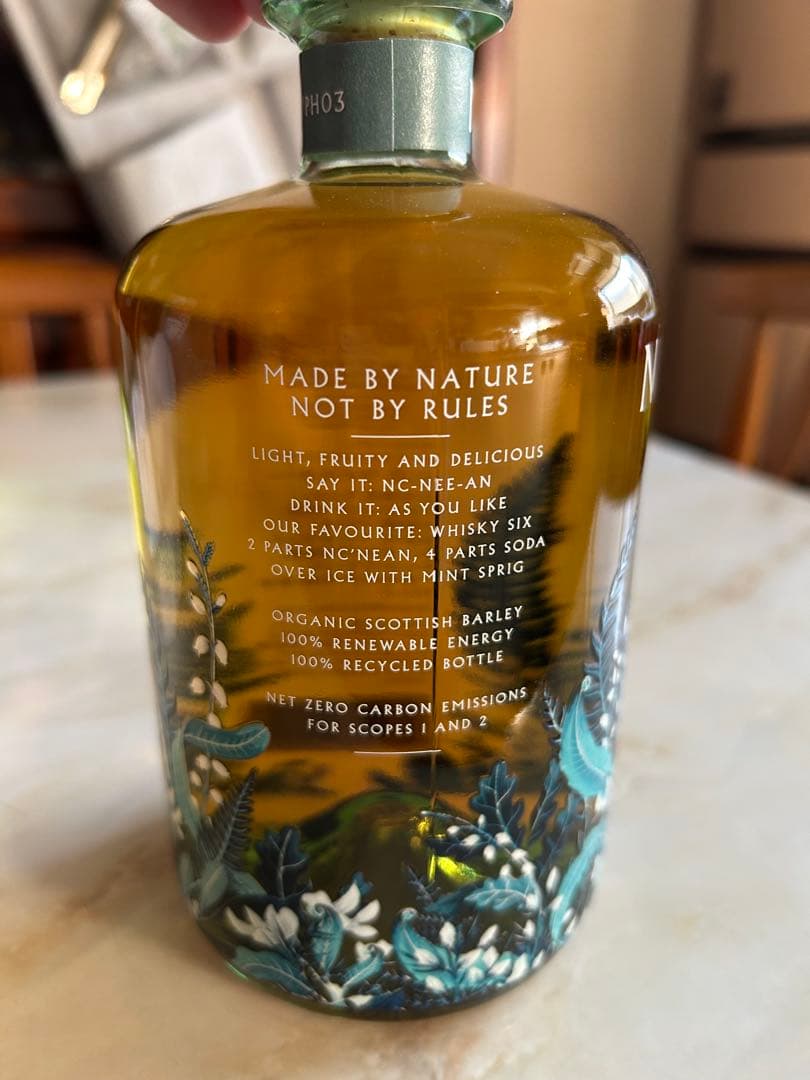 PH03
MADE BY NATURE
NOT BY RULES
LIGHT, FRUITY AND DELICIOUS
SAY IT: NC-NEE-AN
DRINK IT: AS YOU LIKE
OUR FAVOURITE: WHISKY SIX
2 PARTS NC'NEAN, 4 PARTS SODA
OVER ICE WITH MINT SPRIG
ORGANIC SCOTTISH BARLEY
100% RENEWABLE ENERGY
100% RECYCLED BOTTLE
NET ZERO CARBON EMISSIONS
FOR SCOPES 1 AND 2
N